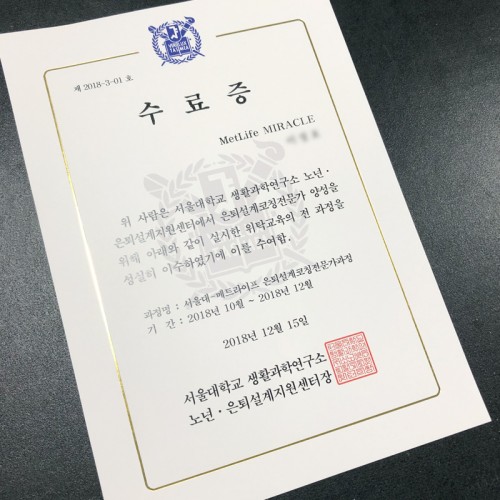 제 2018-3-01 호
수 료 증
MetLife MIRACLE
위 사람은 서울대학교 생활과학연구소 노년·
은퇴설계지원센터에서 은퇴설계코칭전문가 양성을
위해 아래와 같이 실시한 위탁교육의 전 과정을
성실히 이수하였기에 이를 수여함.
과정명 : 서울대-메트라이프 은퇴설계코칭전문가과정
기 간 : 2018년 10월 ~ 2018년 12월
2018년 12월 15일
서울대학교 생활과학연구소
노년·은퇴설계지원센터장